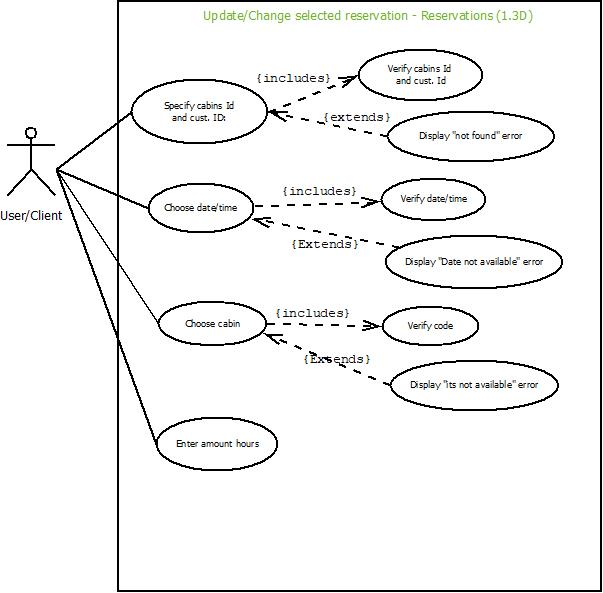 Update/Change selected reservation - Reservations (1.3D)
{includes}
Verify cabins Id
and cust. Id
Specify cabins Id
and cust. ID:
{extends}
Display "not found" error
User/Client
{includes}
Verify date/time
Choose date/time
{Extends}
Display "Date not available" error
{includes}
Choose cabin
Verify code
{Extends}
Display "Its not available" error
Enter amount hours